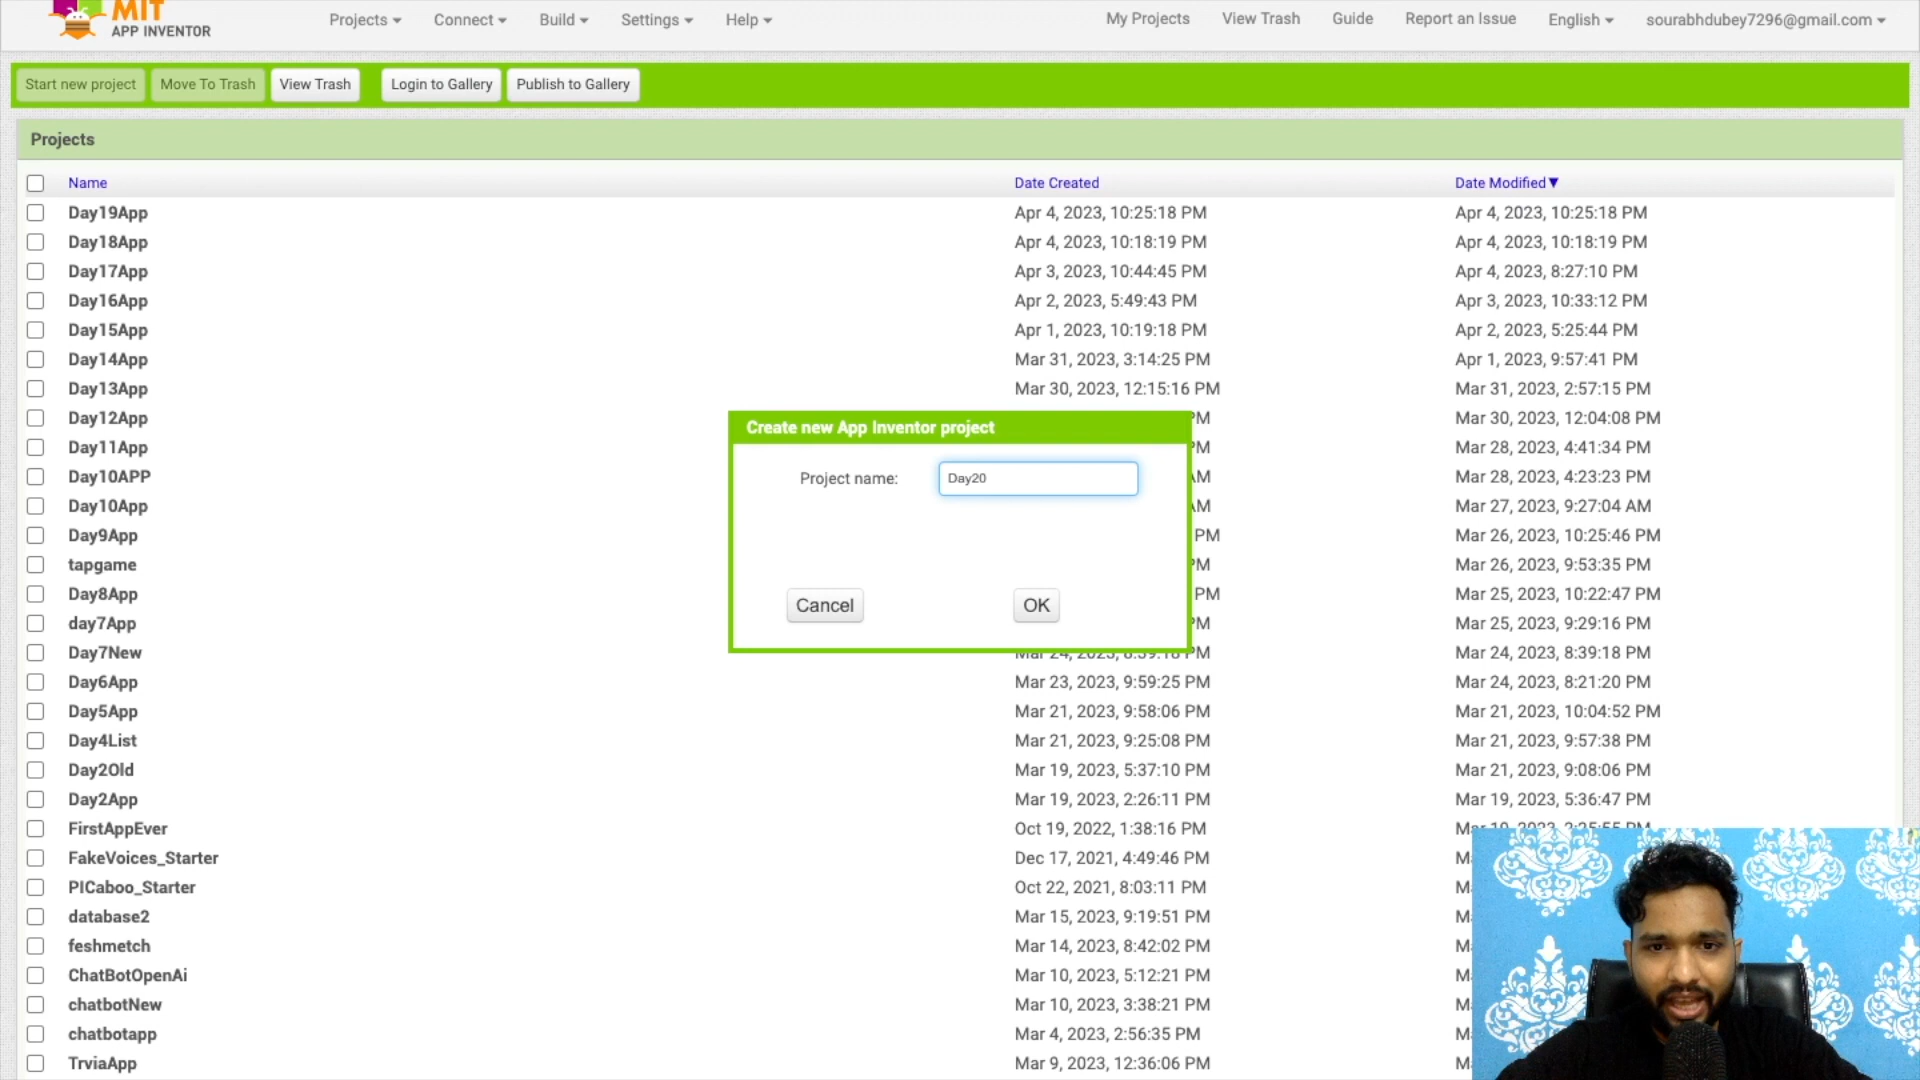 MIT
APP INVENTOR
Projects
Connect
Build
Settings
Help
My Projects
View Trash
Guide
Report an Issue
English
sourabhdubey7296@gmail.com
Start new project
Move To Trash
View Trash
Login to Gallery
Publish to Gallery
Projects
Name Date Created Date Modified▼
Day19App Apr 4, 2023, 10:25:18 PM Apr 4, 2023, 10:25:18 PM
Day18App Apr 4, 2023, 10:18:19 PM Apr 4, 2023, 10:18:19 PM
Day17App Apr 3, 2023, 10:44:45 PM Apr 4, 2023, 8:27:10 PM
Day16App Apr 2, 2023, 5:49:43 PM Apr 3, 2023, 10:33:12 PM
Day15App Apr 1, 2023, 10:19:18 PM Apr 2, 2023, 5:25:44 PM
Day14App Mar 31, 2023, 3:14:25 PM Apr 1, 2023, 9:57:41 PM
Day13App Mar 30, 2023, 12:15:16 PM Mar 31, 2023, 2:57:15 PM
Day12App PM Mar 30, 2023, 12:04:08 PM
Day11App Mar 28, 2023, 4:41:34 PM
Day10APP Mar 28, 2023, 4:23:23 PM
Day10App Mar 27, 2023, 9:27:04 AM
Day9App PM Mar 26, 2023, 10:25:46 PM
tapgame Mar 26, 2023, 9:53:35 PM
Day8App PM Mar 25, 2023, 10:22:47 PM
day7App Mar 25, 2023, 9:29:16 PM
Day7New Mar 24, 2023, 8:39:18 PM Mar 24, 2023, 8:39:18 PM
Day6App Mar 23, 2023, 9:59:25 PM Mar 24, 2023, 8:21:20 PM
Day5App Mar 21, 2023, 9:58:06 PM Mar 21, 2023, 10:04:52 PM
Day4List Mar 21, 2023, 9:25:08 PM Mar 21, 2023, 9:57:38 PM
Day2Old Mar 19, 2023, 5:37:10 PM Mar 21, 2023, 9:08:06 PM
Day2App Mar 19, 2023, 2:26:11 PM Mar 19, 2023, 5:36:47 PM
FirstAppEver Oct 19, 2022, 1:38:16 PM
FakeVoices_Starter Dec 17, 2021, 4:49:46 PM
PICaboo_Starter Oct 22, 2021, 8:03:11 PM
database2 Mar 15, 2023, 9:19:51 PM
feshmetch Mar 14, 2023, 8:42:02 PM
ChatBotOpenAi Mar 10, 2023, 5:12:21 PM
chatbotNew Mar 10, 2023, 3:38:21 PM
chatbotapp Mar 4, 2023, 2:56:35 PM
TrviaApp Mar 9, 2023, 12:36:06 PM
Create new App Inventor project
Project name: Day20
Cancel OK